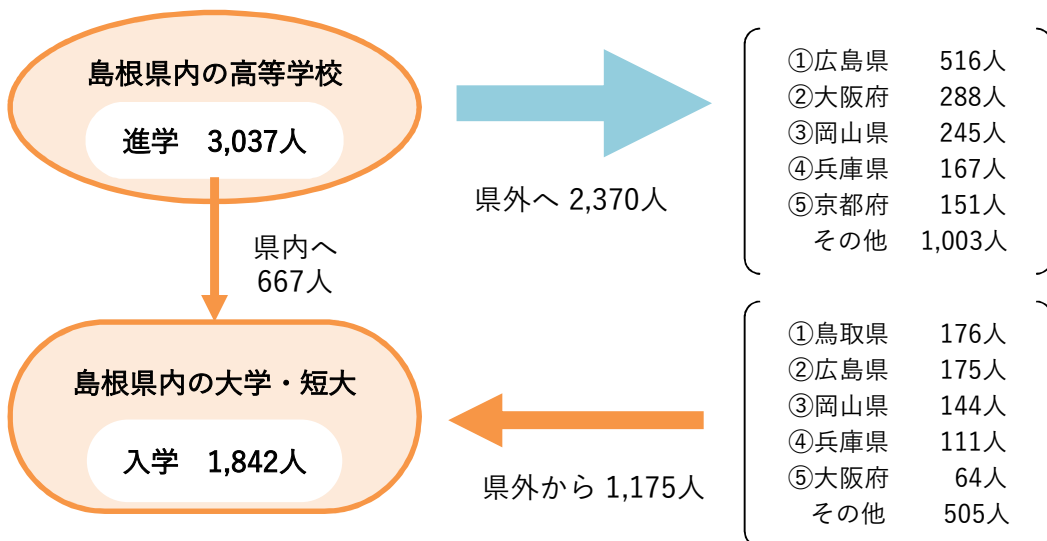 島根県内の高等学校
進学 3,037人
県外へ 2,370人
①広島県 516人
②大阪府 288人
③岡山県 245人
④兵庫県 167人
⑤京都府 151人
その他 1,003人
県内へ
667人
島根県内の大学・短大
入学 1,842人
県外から 1,175人
①鳥取県 176人
②広島県 175人
③岡山県 144人
④兵庫県 111人
⑤大阪府 64人
その他 505人